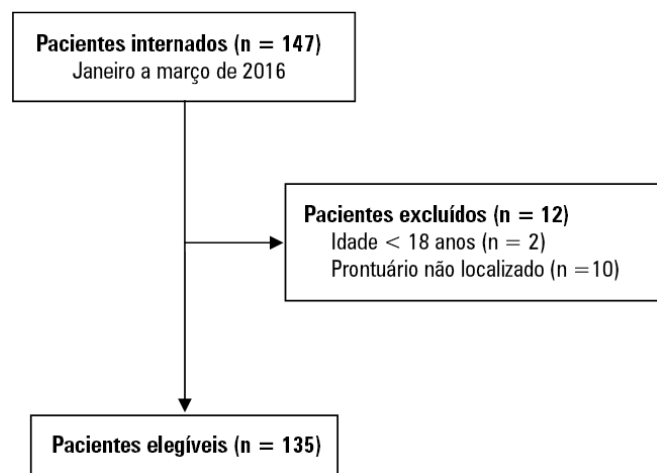 Pacientes internados (n = 147)
Janeiro a março de 2016
Pacientes excluídos (n = 12)
Idade < 18 anos (n = 2)
Prontuário não localizado (n =10)
Pacientes elegíveis (n = 135)